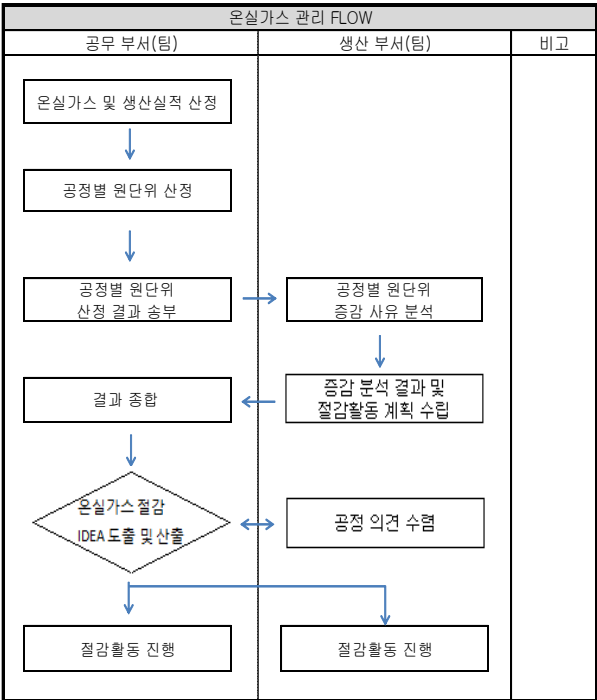 온실가스 관리 FLOW
공무 부서(팀)
생산 부서(팀)
비고
온실가스 및 생산실적 산정
공정별 원단위 산정
공정별 원단위
산정 결과 송부
공정별 원단위
증감 사유 분석
증감 분석 결과 및
절감활동 계획 수립
결과 종합
온실가스 절감
IDEA 도출 및 산출
공정 의견 수렴
절감활동 진행
절감활동 진행